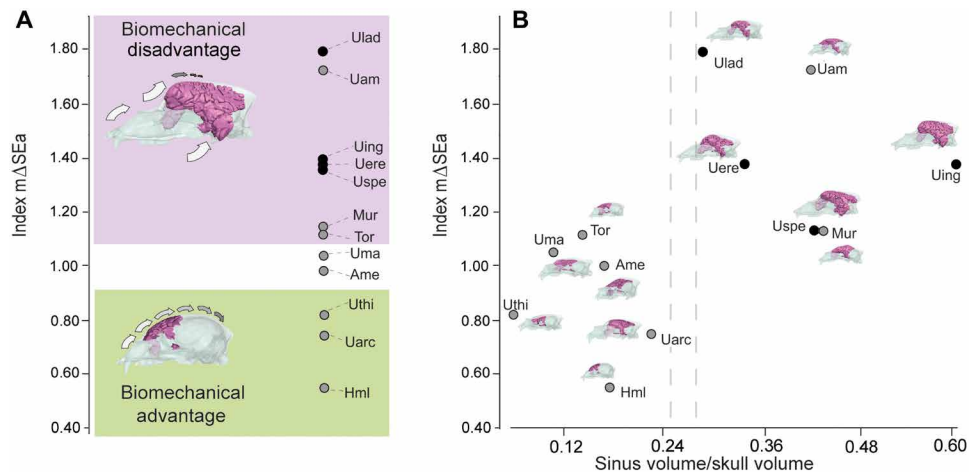 A
Biomechanical
disadvantage
Index m∆SEa
1.80
1.60
1.40
1.20
1.00
0.80
0.60
0.40
Ulad
Uam
Uing
Uere
Uspe
Mur
Tor
Uma
Ame
Uthi
Uarc
Hml
Biomechanical
advantage
B
Index m∆SEa
1.80
1.60
1.40
1.20
1.00
0.80
0.60
0.40
Ulad
Uam
Uere
Uing
Tor
Uma
Uspe
Mur
Ame
Uthi
Uarc
Hml
0.12
0.24
0.36
0.48
0.60
Sinus volume/skull volume